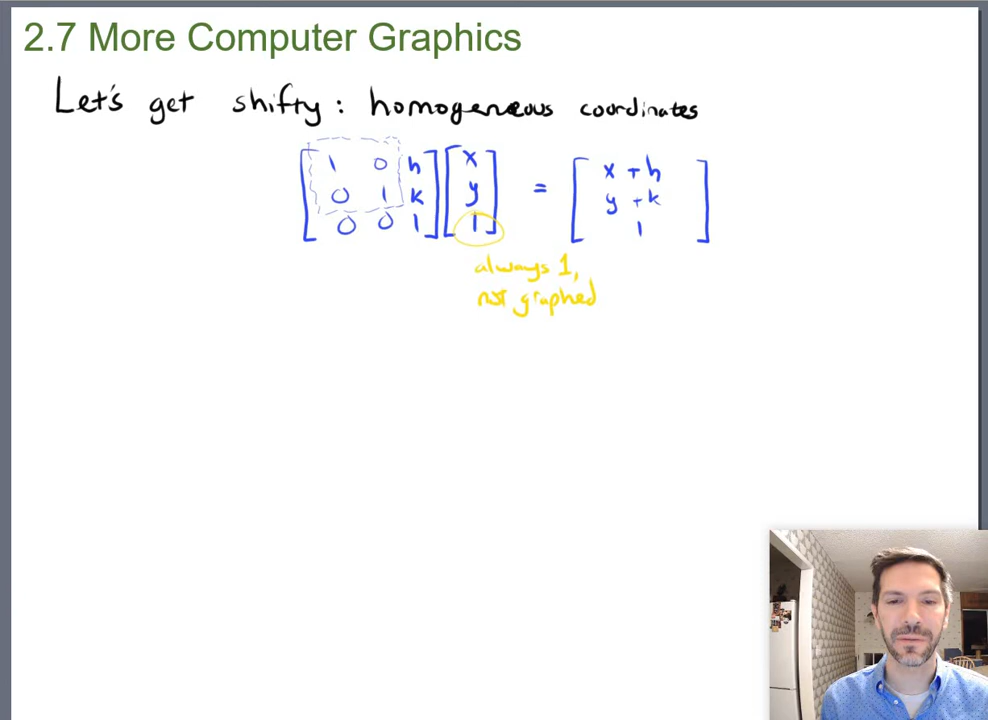 2.7 More Computer Graphics
Let's get shifty: homogeneous coordinates
[1 0 h] [x] = [x + h]
[0 1 k] [y] [y + k]
[0 0 1] [1] [1]
always 1,
not graphed